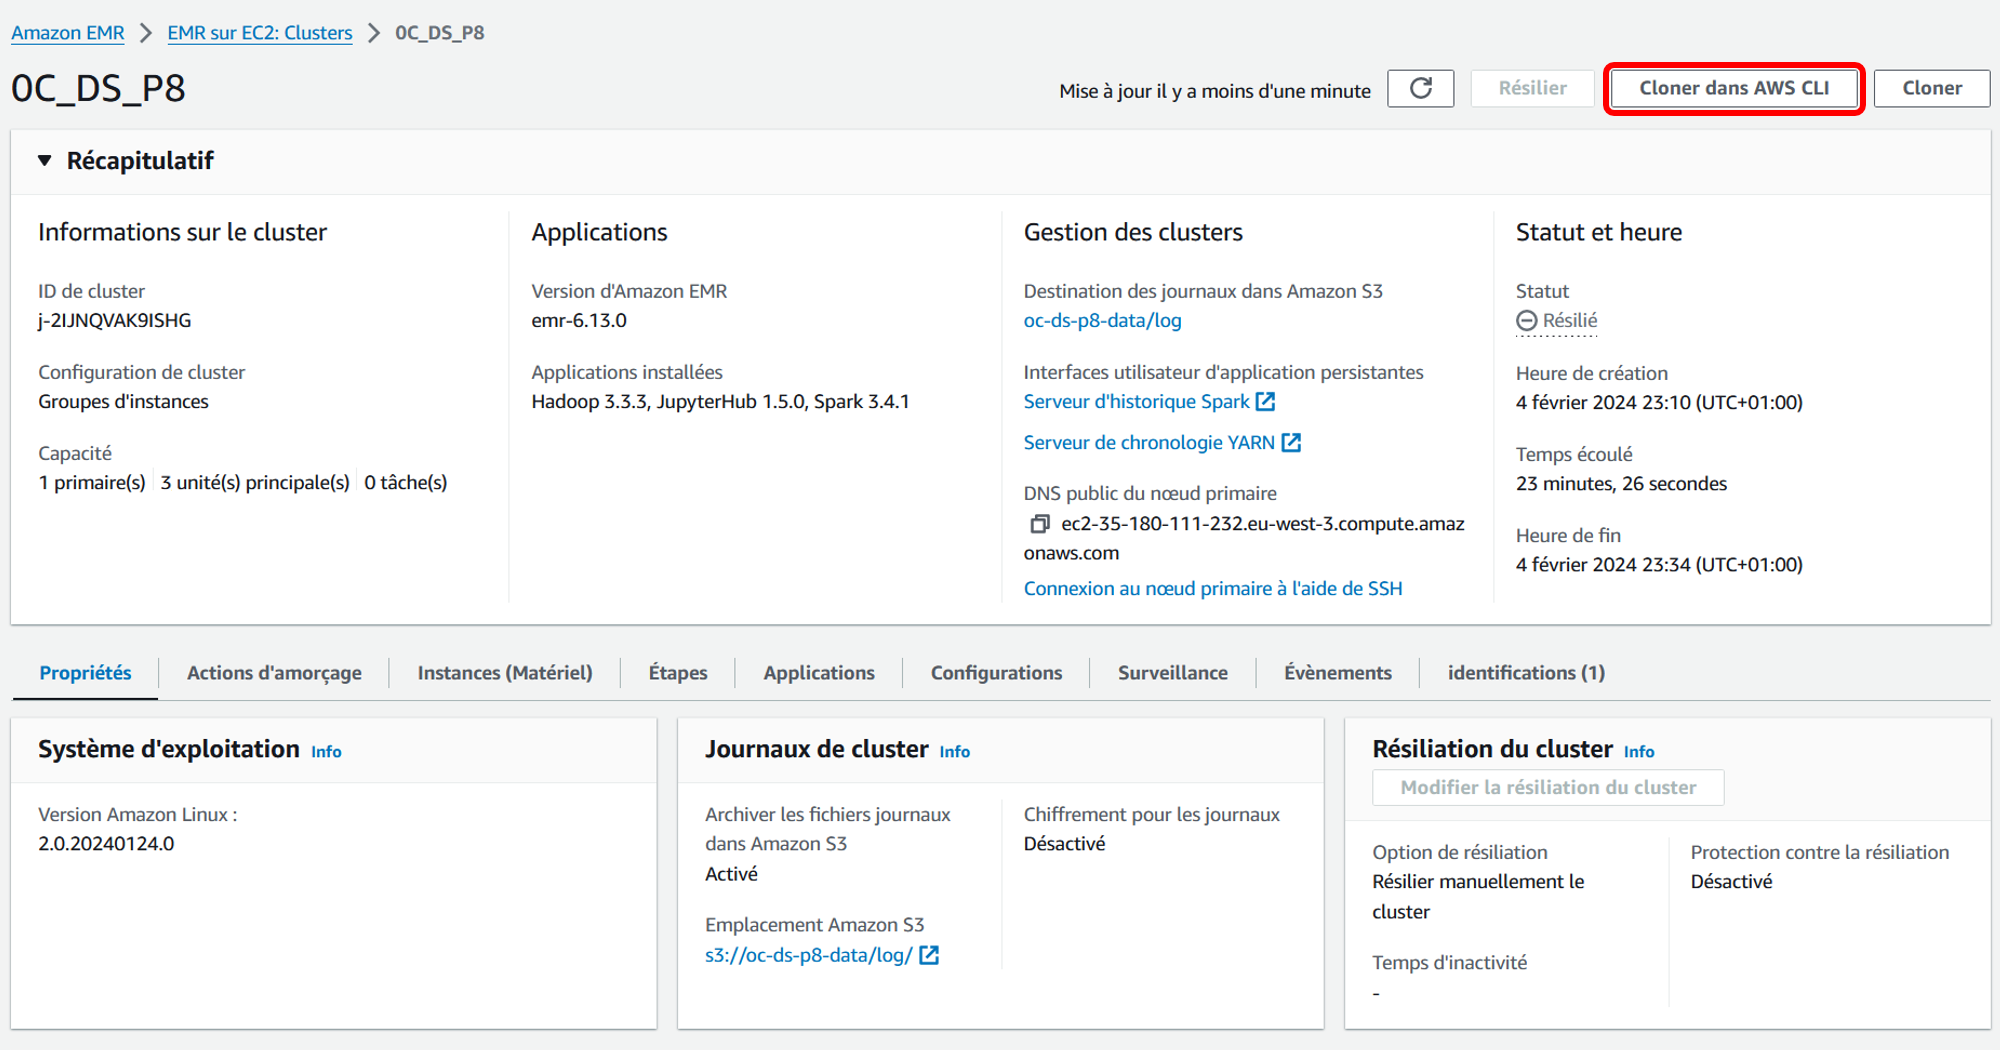 Amazon EMR > EMR sur EC2: Clusters > 0C_DS_P8
0C_DS_P8
Mise à jour il y a moins d'une minute
Résilier
Cloner dans AWS CLI
Cloner
Récapitulatif
Informations sur le cluster
ID de cluster
j-2IJNQVAK9ISHG
Configuration de cluster
Groupes d'instances
Capacité
1 primaire(s) 3 unité(s) principale(s) 0 tâche(s)
Applications
Version d'Amazon EMR
emr-6.13.0
Applications installées
Hadoop 3.3.3, JupyterHub 1.5.0, Spark 3.4.1
Gestion des clusters
Destination des journaux dans Amazon S3
oc-ds-p8-data/log
Interfaces utilisateur d'application persistantes
Serveur d'historique Spark
Serveur de chronologie YARN
DNS public du nœud primaire
ec2-35-180-111-232.eu-west-3.compute.amaz
onaws.com
Connexion au nœud primaire à l'aide de SSH
Statut et heure
Statut
Résilié
Heure de création
4 février 2024 23:10 (UTC+01:00)
Temps écoulé
23 minutes, 26 secondes
Heure de fin
4 février 2024 23:34 (UTC+01:00)
Propriétés
Actions d'amorçage
Instances (Matériel)
Étapes
Applications
Configurations
Surveillance
Évènements
identifications (1)
Système d'exploitation Info
Version Amazon Linux :
2.0.20240124.0
Journaux de cluster Info
Archiver les fichiers journaux
dans Amazon S3
Activé
Emplacement Amazon S3
s3://oc-ds-p8-data/log/
Chiffrement pour les journaux
Désactivé
Résiliation du cluster Info
Modifier la résiliation du cluster
Option de résiliation
Résilier manuellement le
cluster
Temps d'inactivité
-
Protection contre la résiliation
Désactivé